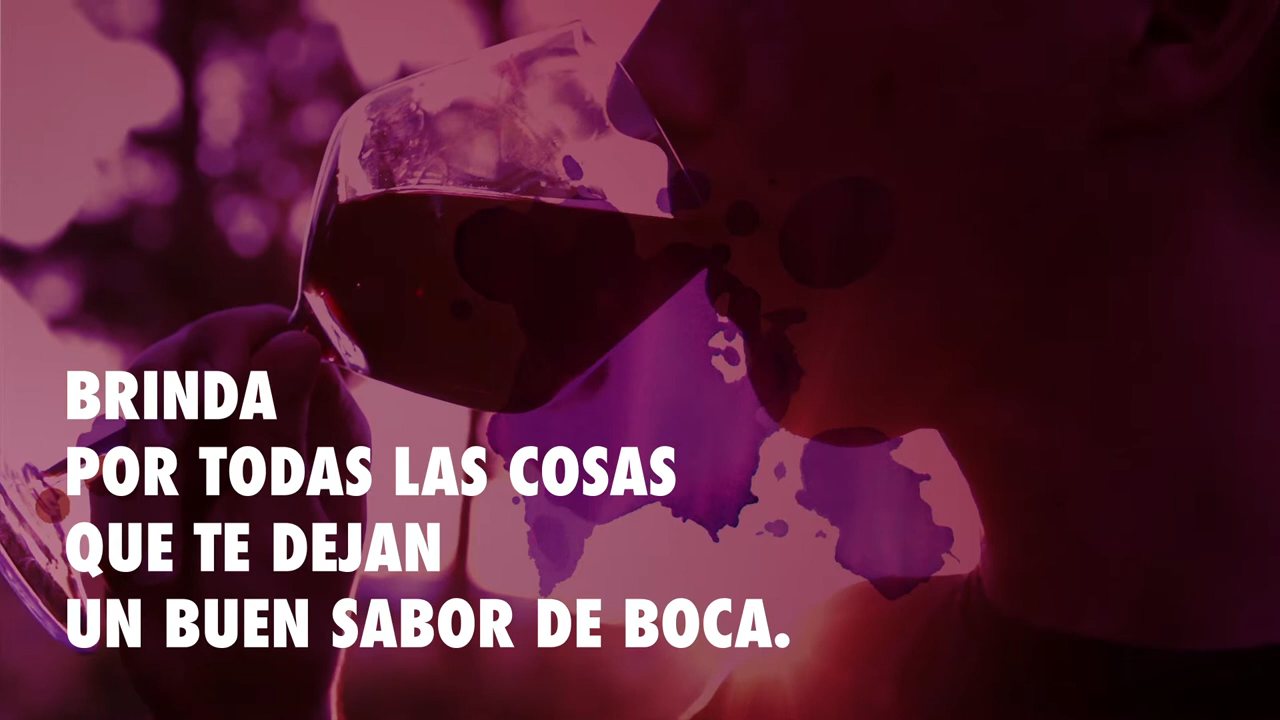 BRINDA
POR TODAS LAS COSAS
QUE TE DEJAN
UN BUEN SABOR DE BOCA.